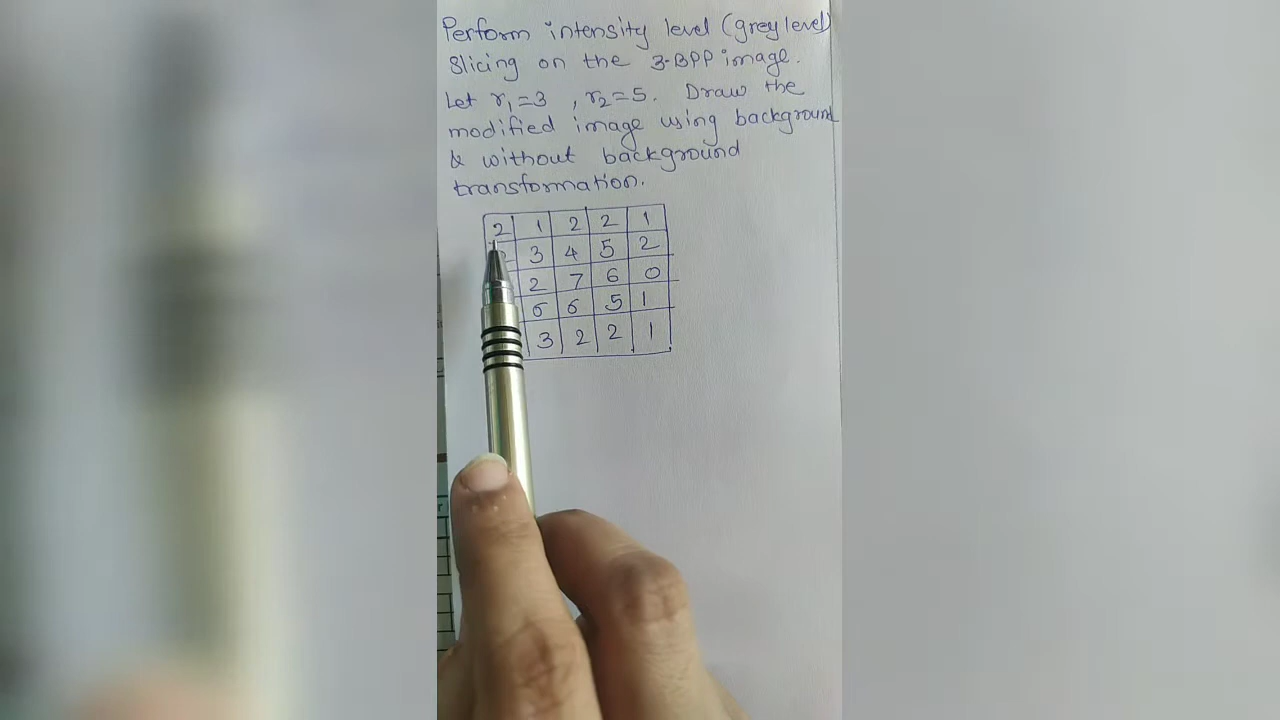 Perform intensity level (grey level)
Slicing on the 3-BPP image.
Let r1=3 , r2=5. Draw the
modified image using background
& without background
transformation.
2 1 2 2 1
3 4 5 2
2 7 6 0
6 6 5 1
3 2 2 1